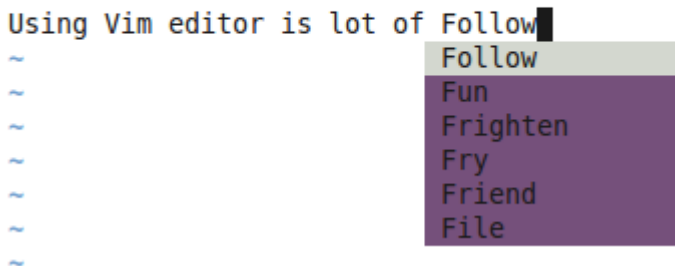 Using Vim editor is lot of Follow
~ Follow
~ Fun
~ Frighten
~ Fry
~ Friend
~ File
~